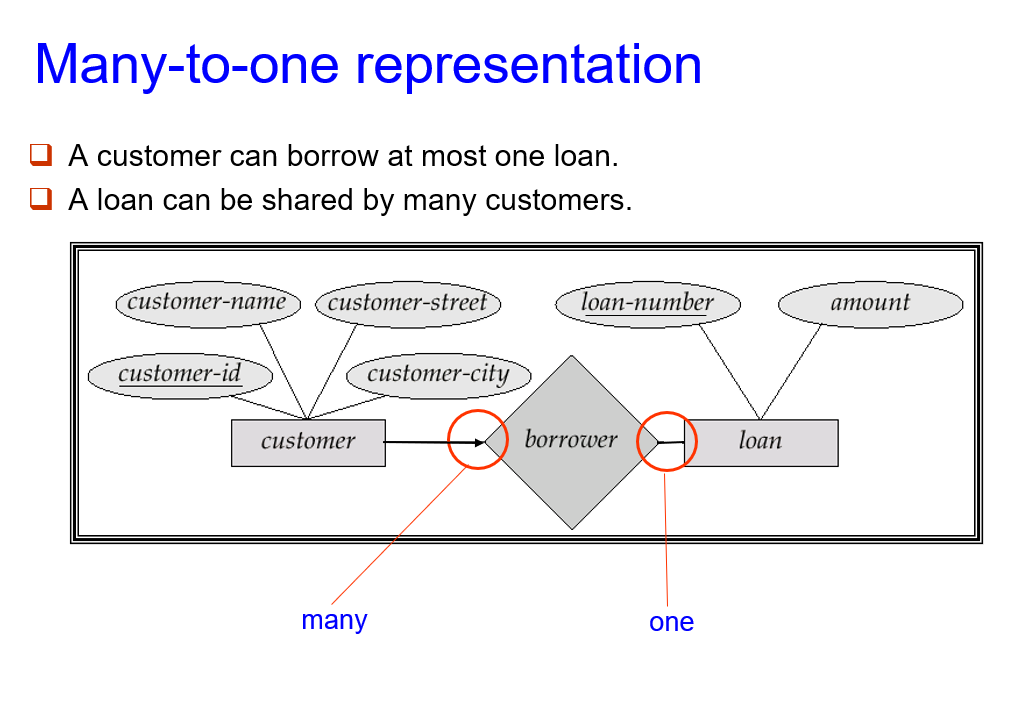 Many-to-one representation
A customer can borrow at most one loan.
A loan can be shared by many customers.
customer-name
customer-street
loan-number
amount
customer-id
customer-city
customer
borrower
loan
many
one